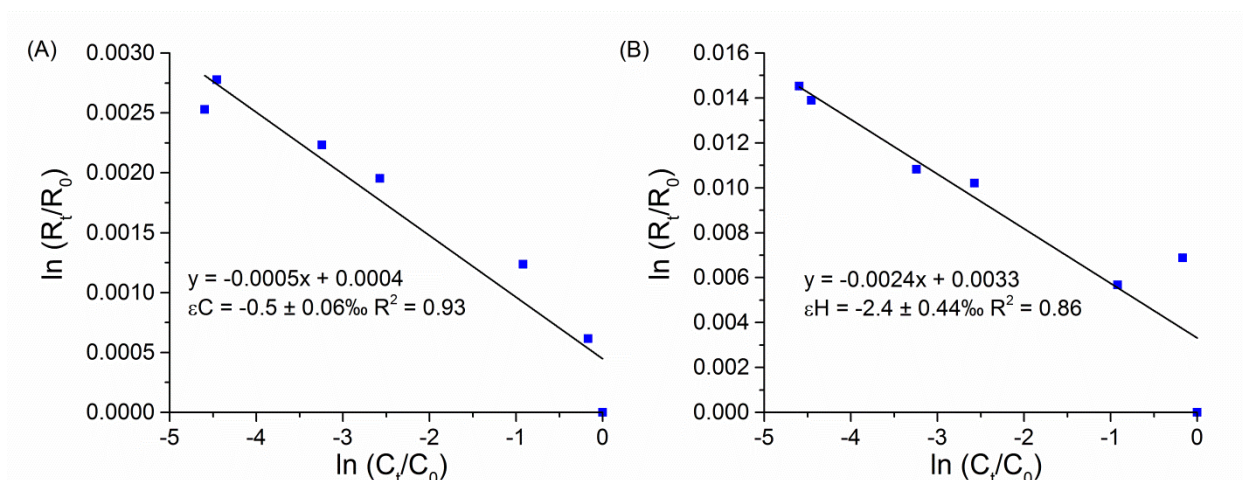 (A)
ln (Rt/R0)
0.0030
0.0025
0.0020
0.0015
0.0010
0.0005
0.0000
y = -0.0005x + 0.0004
εC = -0.5 ± 0.06‰ R² = 0.93
-5 -4 -3 -2 -1 0
ln (Ct/C0)
(B)
ln (Rt/R0)
0.016
0.014
0.012
0.010
0.008
0.006
0.004
0.002
0.000
y = -0.0024x + 0.0033
εH = -2.4 ± 0.44‰ R² = 0.86
-5 -4 -3 -2 -1 0
ln (Ct/C0)